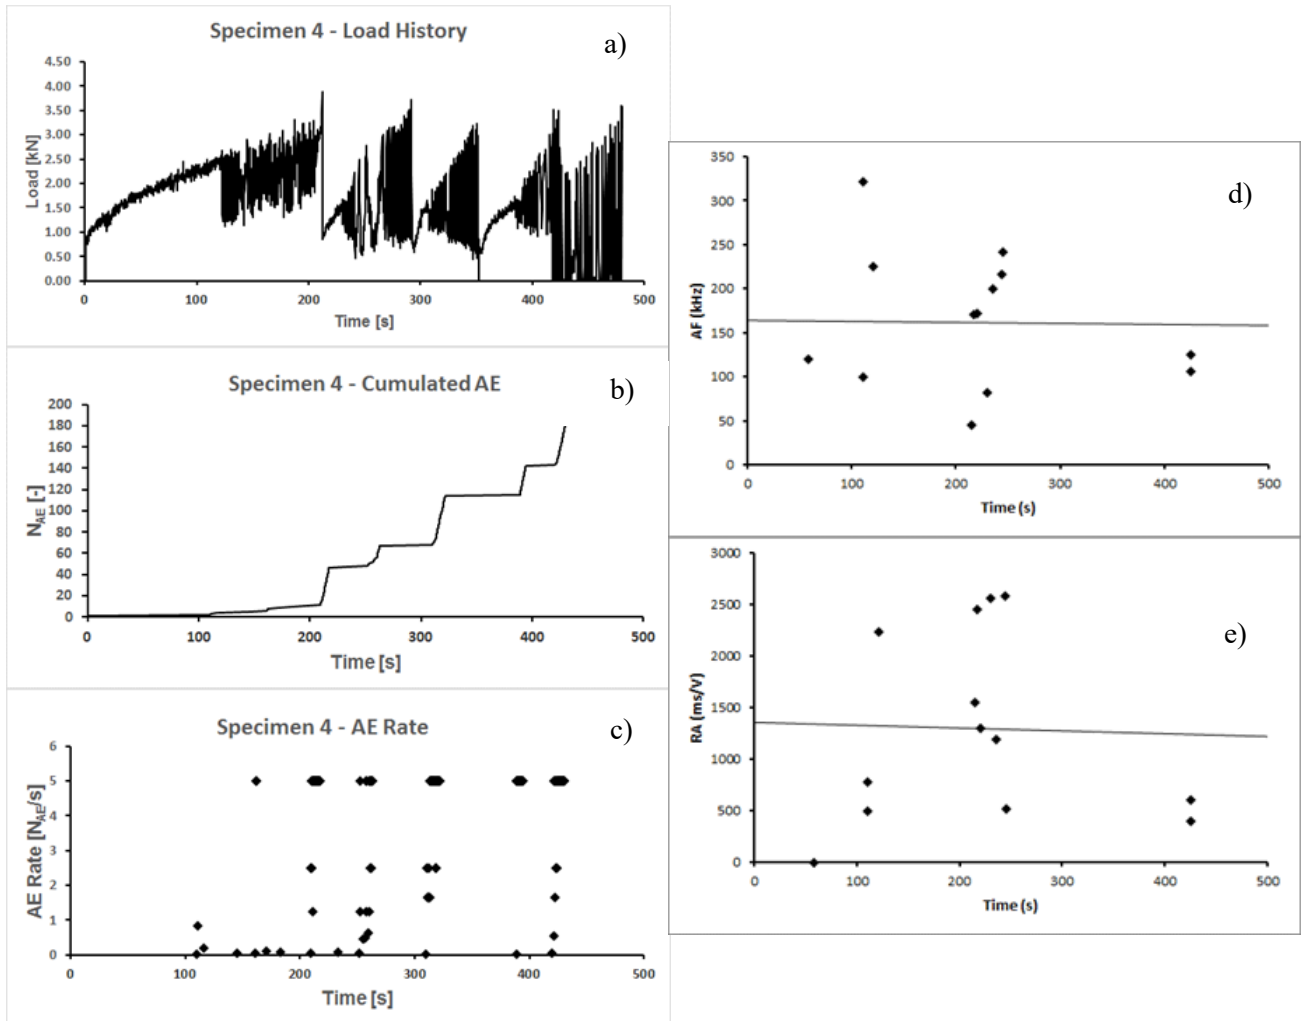 Specimen 4 - Load History
a)
Load [kN]
4.50
4.00
3.50
3.00
2.50
2.00
1.50
1.00
0.50
0.00
0 100 200 300 400 500
Time [s]
Specimen 4 - Cumulated AE
b)
N_AE [-]
200
180
160
140
120
100
80
60
40
20
0
0 100 200 300 400 500
Time [s]
Specimen 4 - AE Rate
c)
AE Rate [N_AE/s]
6
5
4
3
2
1
0
0 100 200 300 400 500
Time [s]
d)
AF (kHz)
350
300
250
200
150
100
50
0
0 100 200 300 400 500
Time (s)
e)
RA (ms/V)
3000
2500
2000
1500
1000
500
0
0 100 200 300 400 500
Time (s)